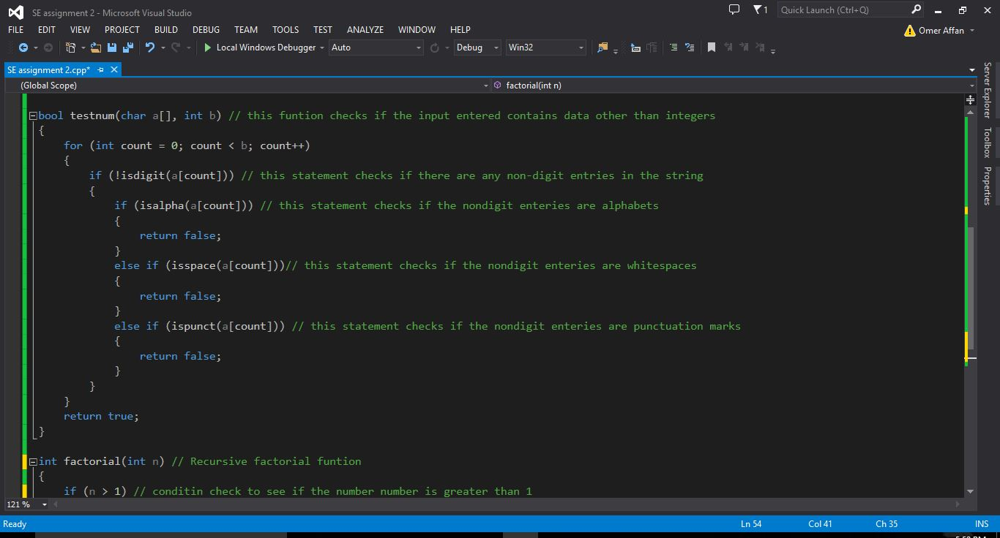 SE assignment 2 - Microsoft Visual Studio
1
Quick Launch (Ctrl+Q)
FILE EDIT VIEW PROJECT BUILD DEBUG TEAM TOOLS TEST ANALYZE WINDOW HELP
Omer Affan
Local Windows Debugger Auto Debug Win32
SE assignment 2.cpp*
(Global Scope) factorial(int n)
bool testnum(char a[], int b) // this funtion checks if the input entered contains data other than integers
{
for (int count = 0; count < b; count++)
{
if (!isdigit(a[count])) // this statement checks if there are any non-digit entries in the string
{
if (isalpha(a[count])) // this statement checks if the nondigit enteries are alphabets
{
return false;
}
else if (isspace(a[count]))// this statement checks if the nondigit enteries are whitespaces
{
return false;
}
else if (ispunct(a[count])) // this statement checks if the nondigit enteries are punctuation marks
{
return false;
}
}
}
return true;
}
int factorial(int n) // Recursive factorial funtion
{
if (n > 1) // conditin check to see if the number number is greater than 1
Server Explorer
Toolbox
Properties
121 %
Ready Ln 54 Col 41 Ch 35 INS